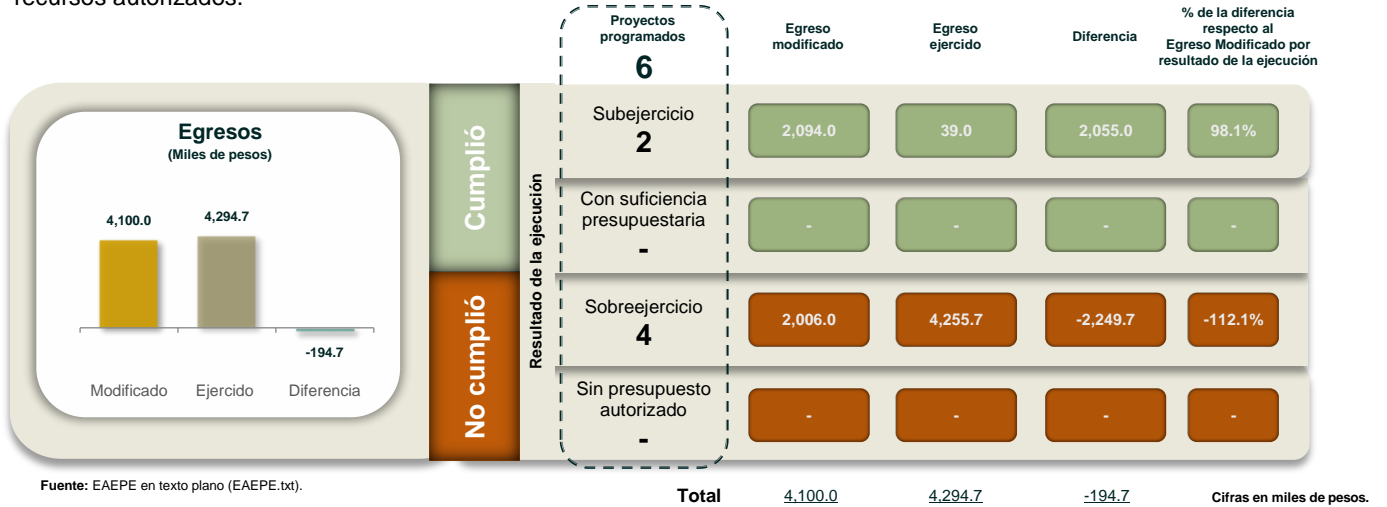 recursos autorizados.
Proyectos
programados
6
Egreso
modificado
Egreso
ejercido
Diferencia
% de la diferencia
respecto al
Egreso Modificado por
resultado de la ejecución
Egresos
(Miles de pesos)
4,100.0
4,294.7
-194.7
Modificado
Ejercido
Diferencia
Cumplió
No cumplió
Resultado de la ejecución
Subejercicio
2
2,094.0
39.0
2,055.0
98.1%
Con suficiencia
presupuestaria
-
-
-
-
-
Sobreejercicio
4
2,006.0
4,255.7
-2,249.7
-112.1%
Sin presupuesto
autorizado
-
-
-
-
-
Fuente: EAEPE en texto plano (EAEPE.txt).
Total
4,100.0
4,294.7
-194.7
Cifras en miles de pesos.